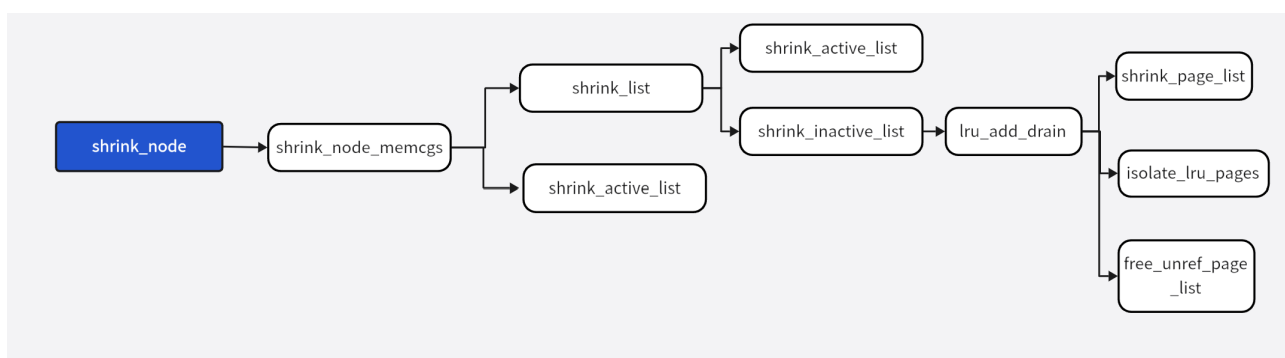 shrink_node
shrink_node_memcgs
shrink_list
shrink_active_list
shrink_active_list
shrink_inactive_list
lru_add_drain
shrink_page_list
isolate_lru_pages
free_unref_page
_list